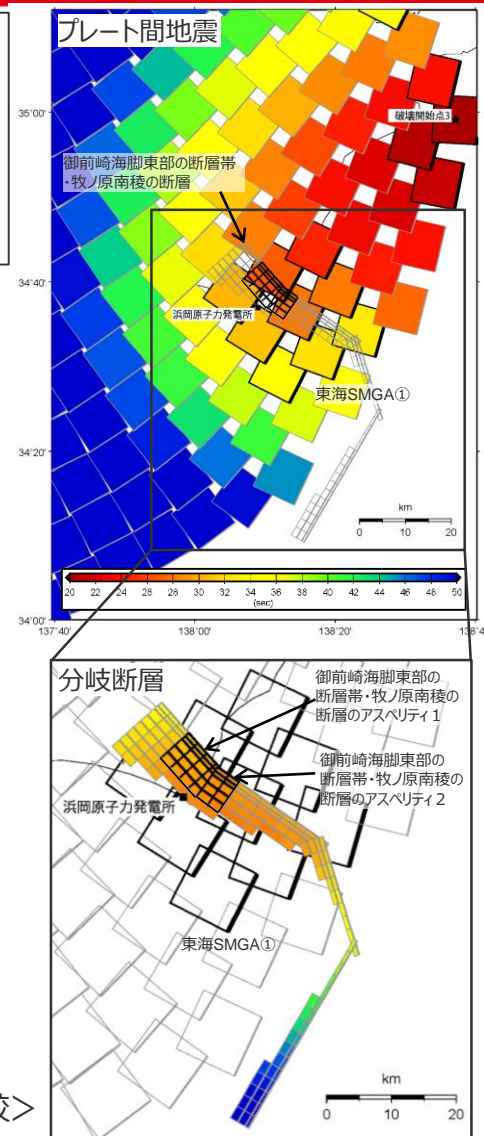 プレート間地震
35°00'
破壊開始点3
御前崎海脚東部の断層帯
・牧ノ原南稜の断層
34°40'
浜岡原子力発電所
東海SMGA①
34°20'
km
0 10 20
20 22 24 26 28 30 32 34 36 38 40 42 44 46 48 50
(sec)
34°00'
137°40' 138°00' 138°20' 138°4
分岐断層
御前崎海脚東部の
断層帯・牧ノ原南稜の
断層のアスペリティ1
御前崎海脚東部の
断層帯・牧ノ原南稜の
断層のアスペリティ2
浜岡原子力発電所
東海SMGA①
km
0 10 20